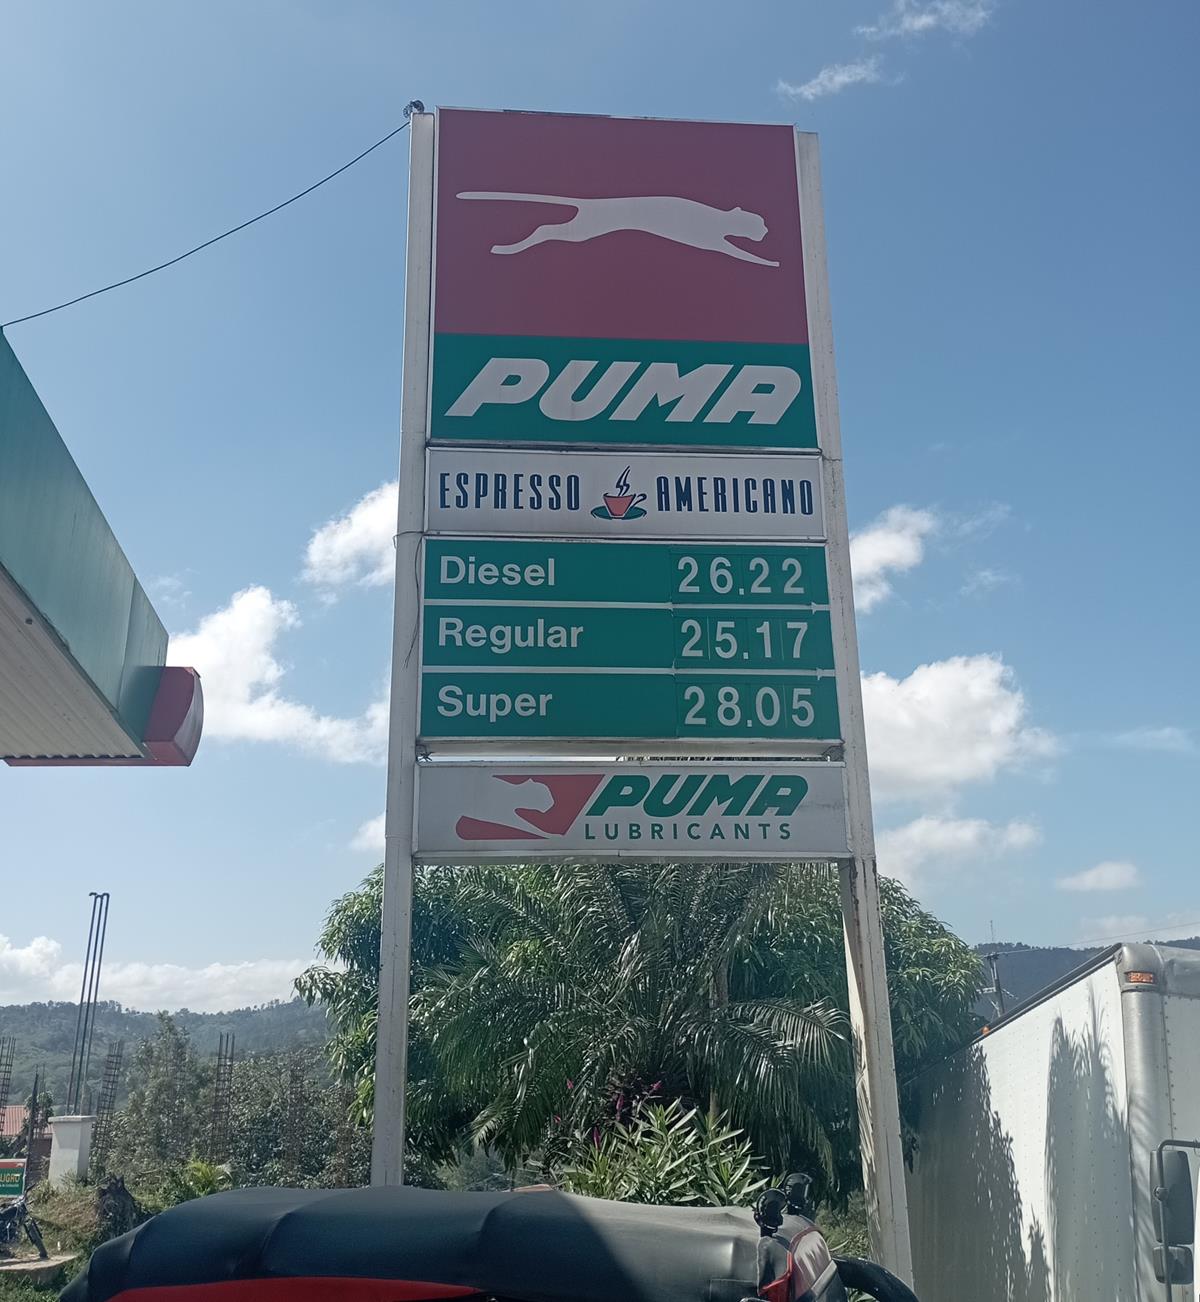 PUMA
ESPRESSO AMERICANO
Diesel 26.22
Regular 25.17
Super 28.05
PUMA
LUBRICANTS